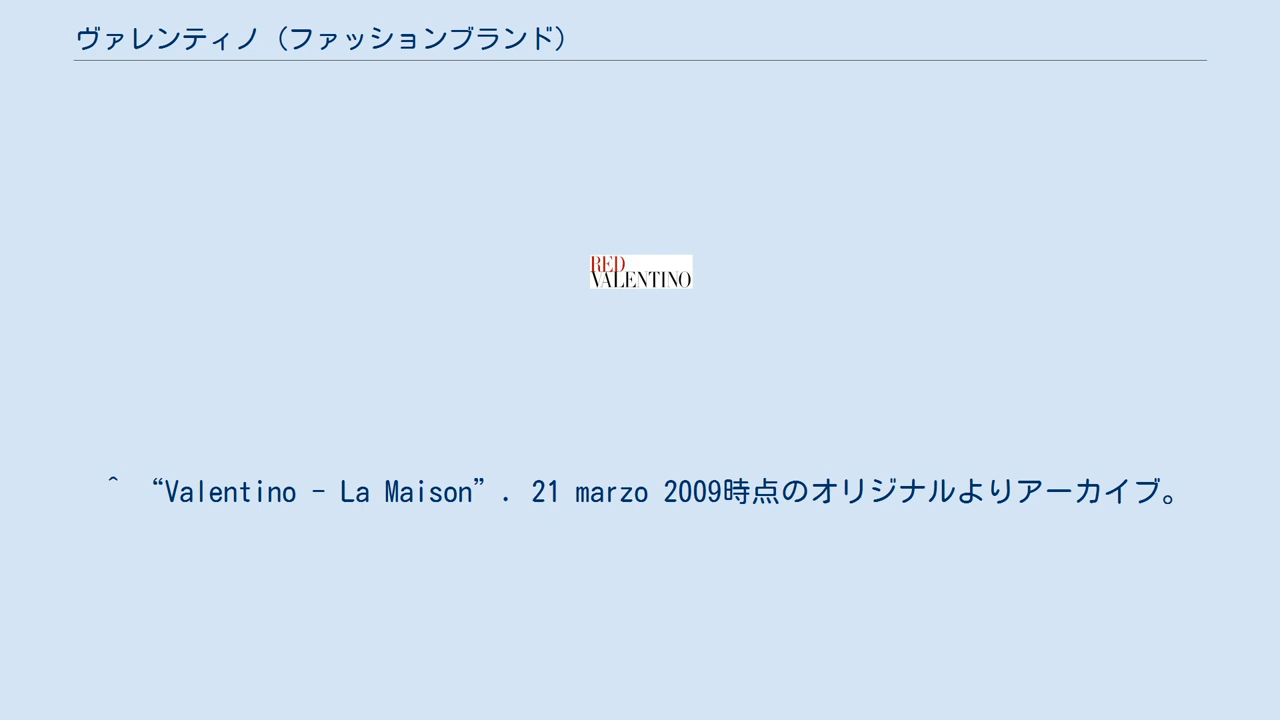 ヴァレンティノ（ファッションブランド）
RED
VALENTINO
^ “Valentino - La Maison”. 21 marzo 2009時点のオリジナルよりアーカイブ。